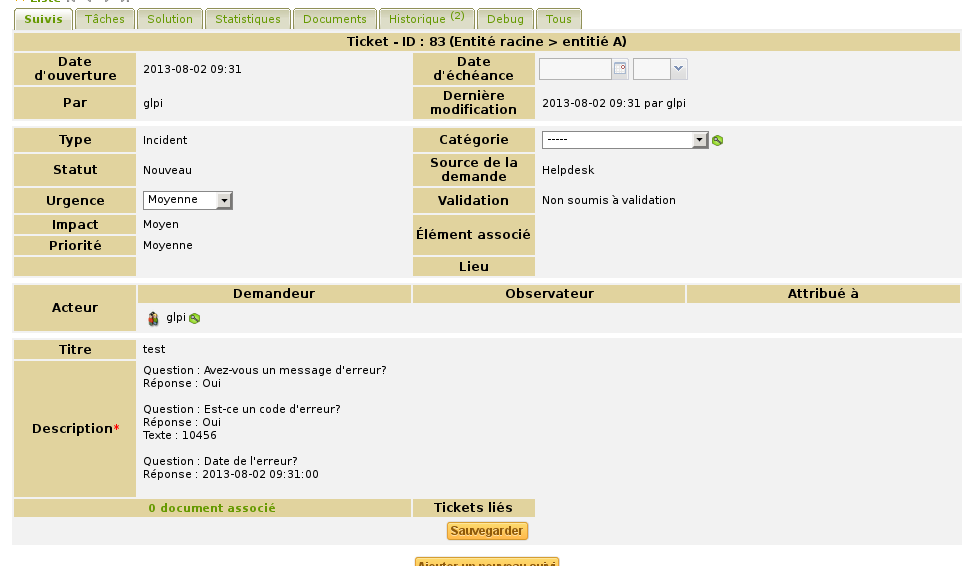 Liste
Suivis Tâches Solution Statistiques Documents Historique (2) Debug Tous
Ticket - ID : 83 (Entité racine > entitié A)
Date d'ouverture 2013-08-02 09:31 Date d'échéance
Par glpi Dernière modification 2013-08-02 09:31 par glpi
Type Incident Catégorie -----
Statut Nouveau Source de la demande Helpdesk
Urgence Moyenne Validation Non soumis à validation
Impact Moyen Élément associé
Priorité Moyenne
Lieu
Acteur Demandeur Observateur Attribué à
glpi
Titre test
Description*
Question : Avez-vous un message d'erreur?
Réponse : Oui
Question : Est-ce un code d'erreur?
Réponse : Oui
Texte : 10456
Question : Date de l'erreur?
Réponse : 2013-08-02 09:31:00
0 document associé Tickets liés
Sauvegarder
Ajouter un nouveau suivi